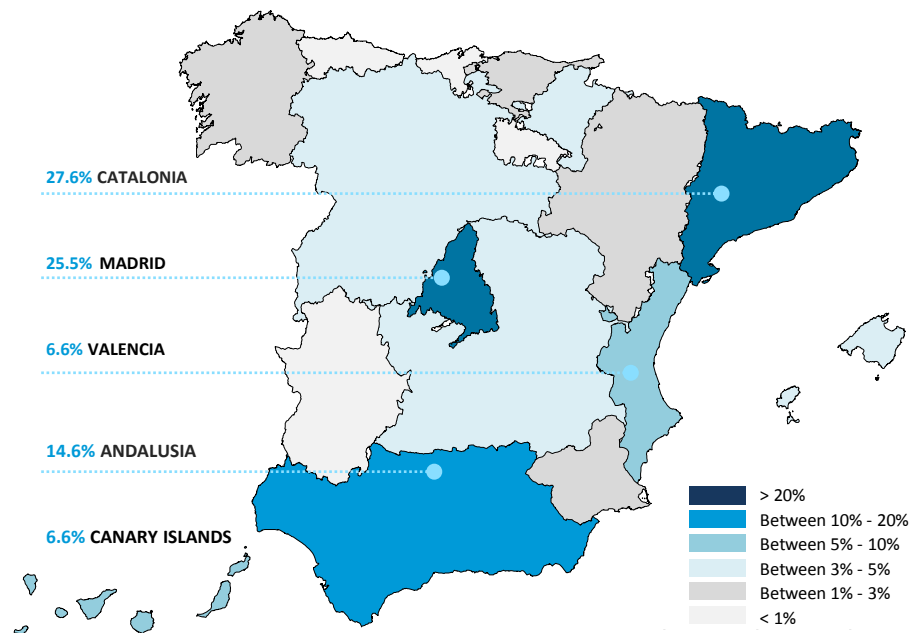 27.6% CATALONIA
25.5% MADRID
6.6% VALENCIA
14.6% ANDALUSIA
6.6% CANARY ISLANDS
> 20%
Between 10% - 20%
Between 5% - 10%
Between 3% - 5%
Between 1% - 3%
< 1%